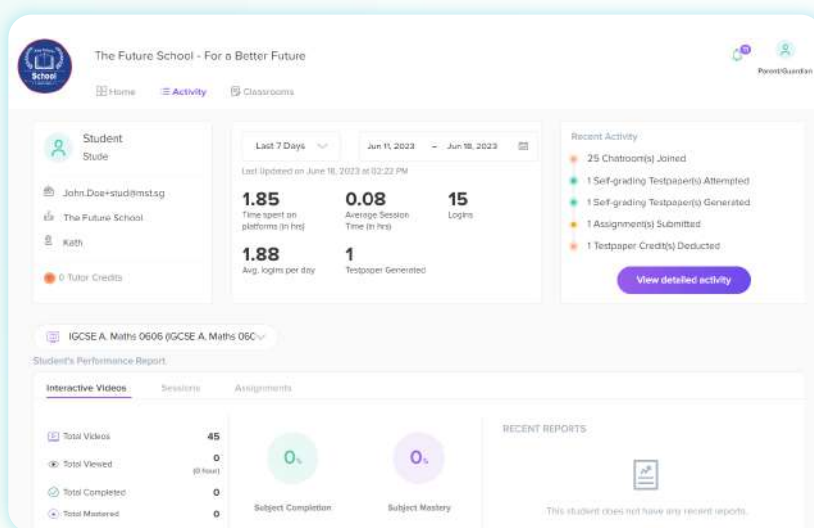 The Future School - For a Better Future
11
School
Parent/Guardian
Home
Activity
Classrooms
Student
Stude
John.Doe+stud@mst.sg
The Future School
Kath
0 Tutor Credits
Last 7 Days
Jun 11, 2023 – Jun 18, 2023
Last Updated on June 18, 2023 at 02:22 PM
1.85
Time spent on
platforms (in hrs)
0.08
Average Session
Time (in hrs)
15
Logins
1.88
Avg. logins per day
1
Testpaper Generated
Recent Activity
25 Chatroom(s) Joined
1 Self-grading Testpaper(s) Attempted
1 Self-grading Testpaper(s) Generated
1 Assignment(s) Submitted
1 Testpaper Credit(s) Deducted
View detailed activity
IGCSE A. Maths 0606 (IGCSE A. Maths 060
Student's Performance Report
Interactive Videos
Sessions
Assignments
Total Videos 45
Total Viewed 0
(0 hour)
Total Completed 0
Total Mastered 0
0%
Subject Completion
0%
Subject Mastery
RECENT REPORTS
This student does not have any recent reports.